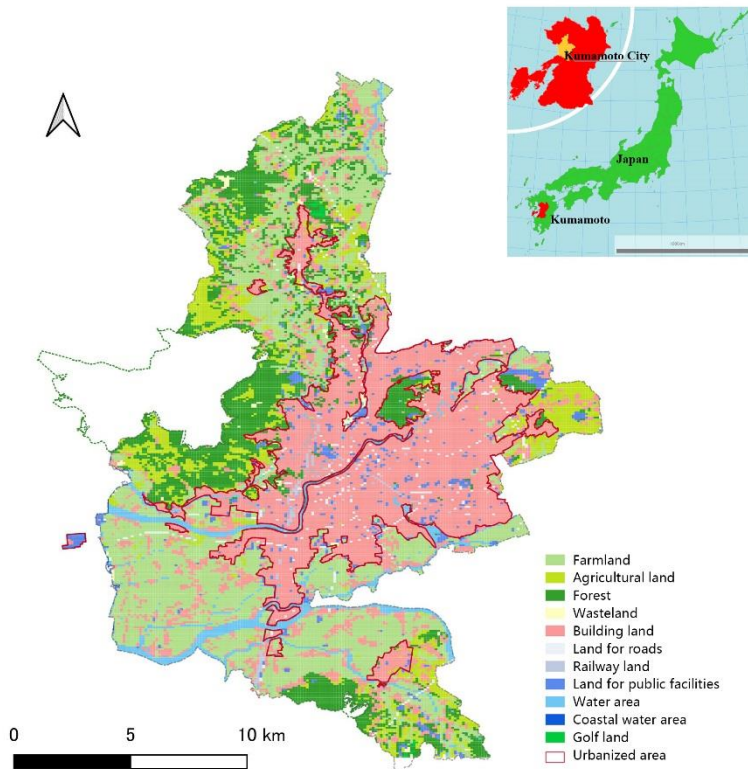 Kumamoto City
Japan
Kumamoto
Farmland
Agricultural land
Forest
Wasteland
Building land
Land for roads
Railway land
Land for public facilities
Water area
Coastal water area
Golf land
Urbanized area
0 5 10 km